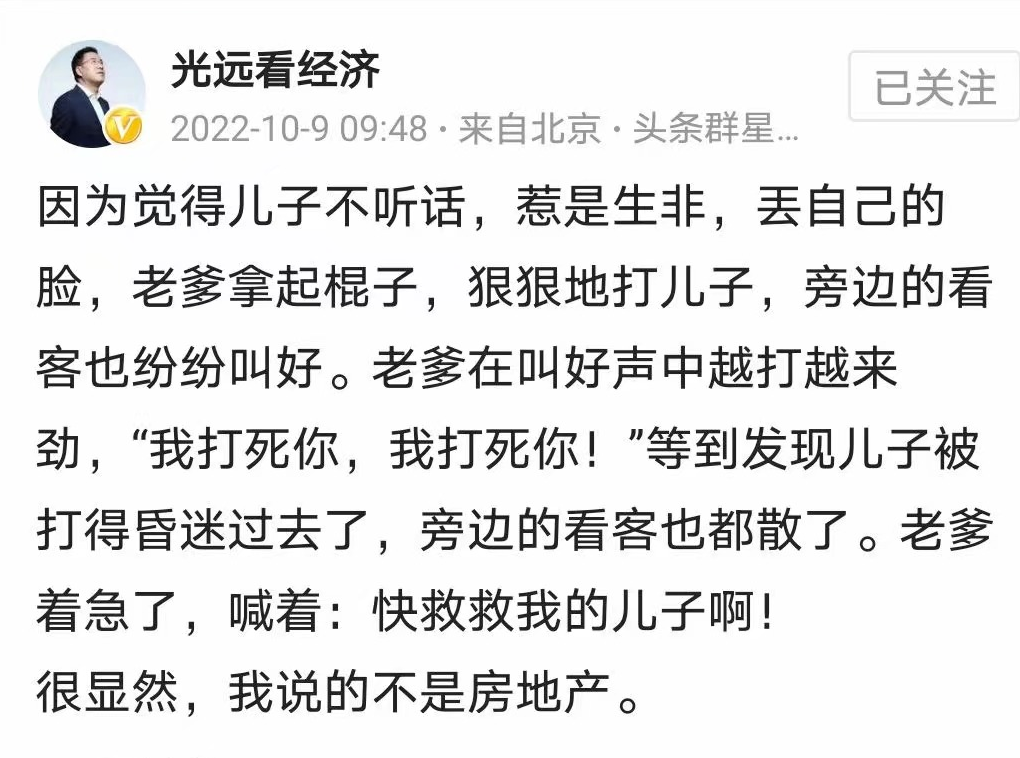 光远看经济
已关注
2022-10-9 09:48 · 来自北京 · 头条群星...
因为觉得儿子不听话，惹是生非，丢自己的
脸，老爹拿起棍子，狠狠地打儿子，旁边的看
客也纷纷叫好。老爹在叫好声中越打越来
劲，“我打死你，我打死你！”等到发现儿子被
打得昏迷过去了，旁边的看客也都散了。老爹
着急了，喊着：快救救我的儿子啊！
很显然，我说的不是房地产。